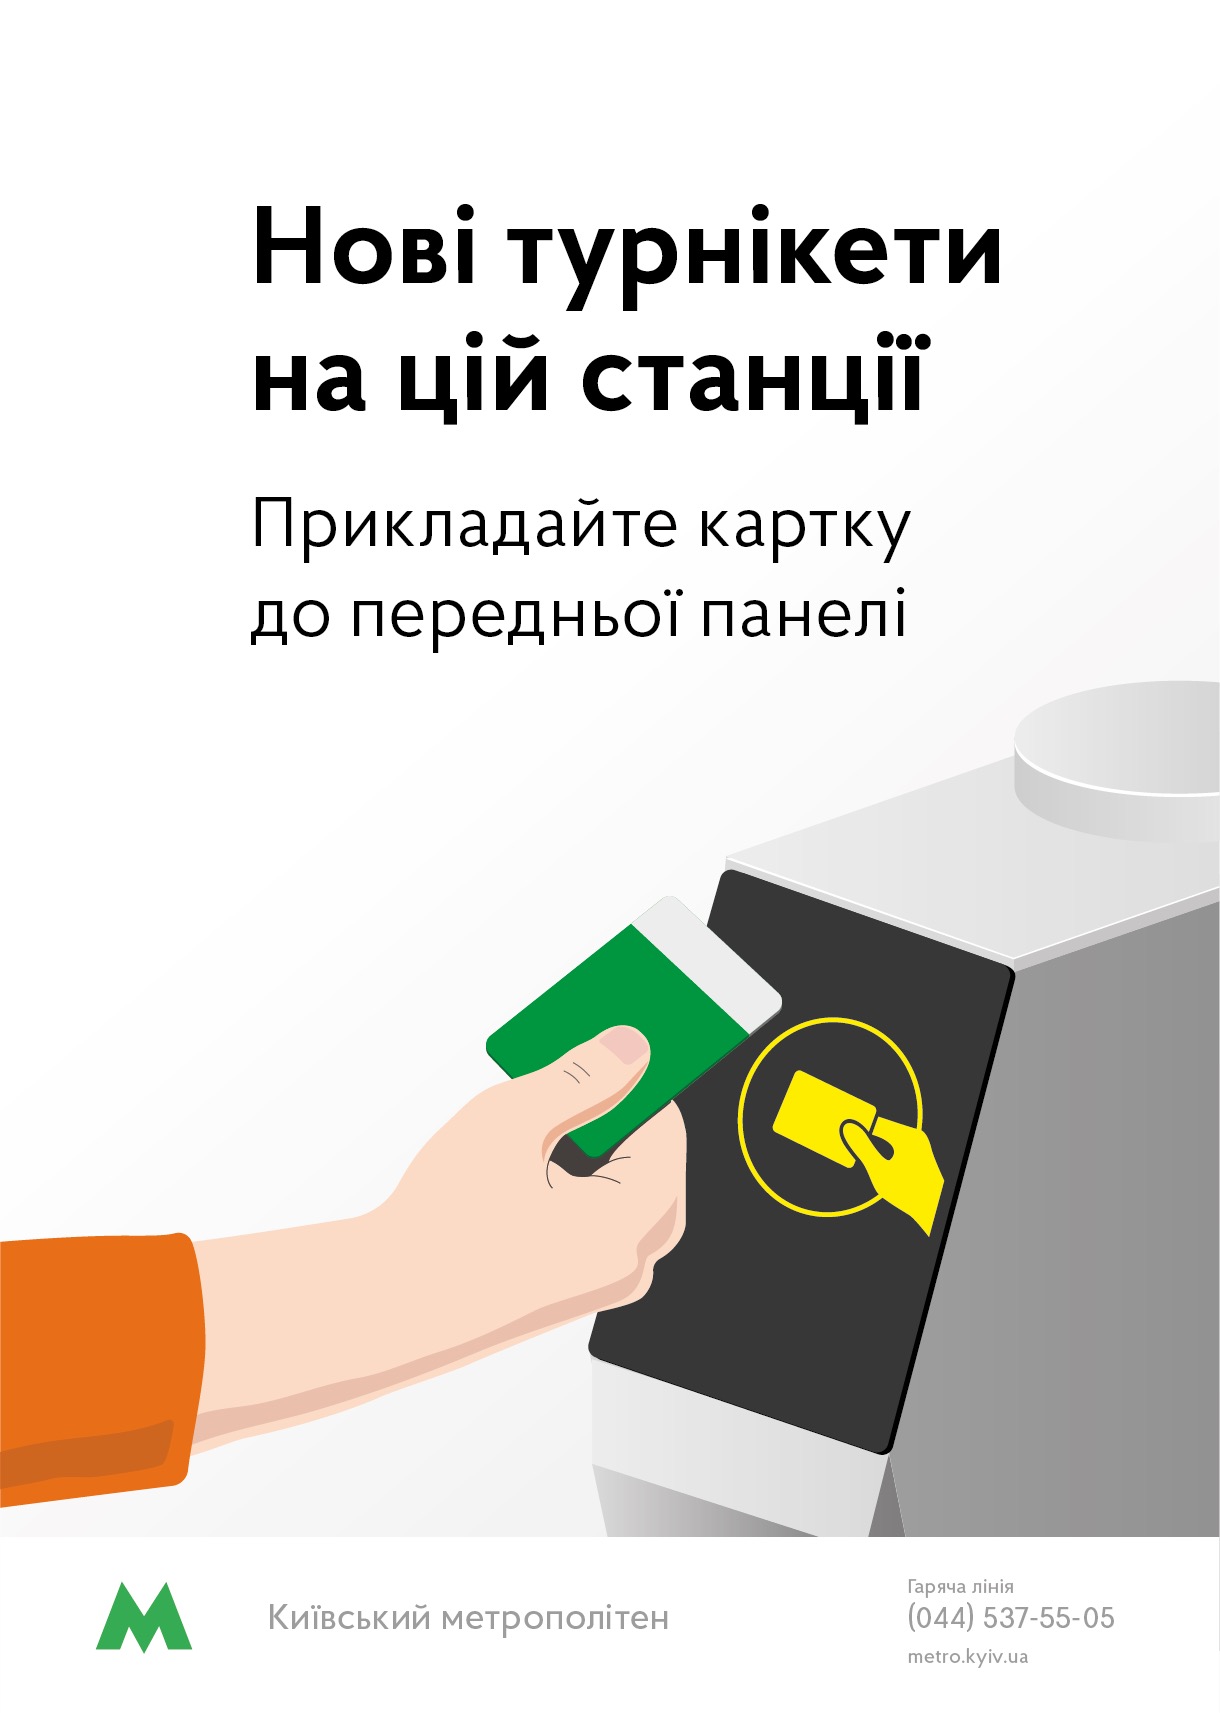 Нові турнікети
на цій станції
Прикладайте картку
до передньої панелі
Київський метрополітен
Гаряча лінія
(044) 537-55-05
metro.kyiv.ua